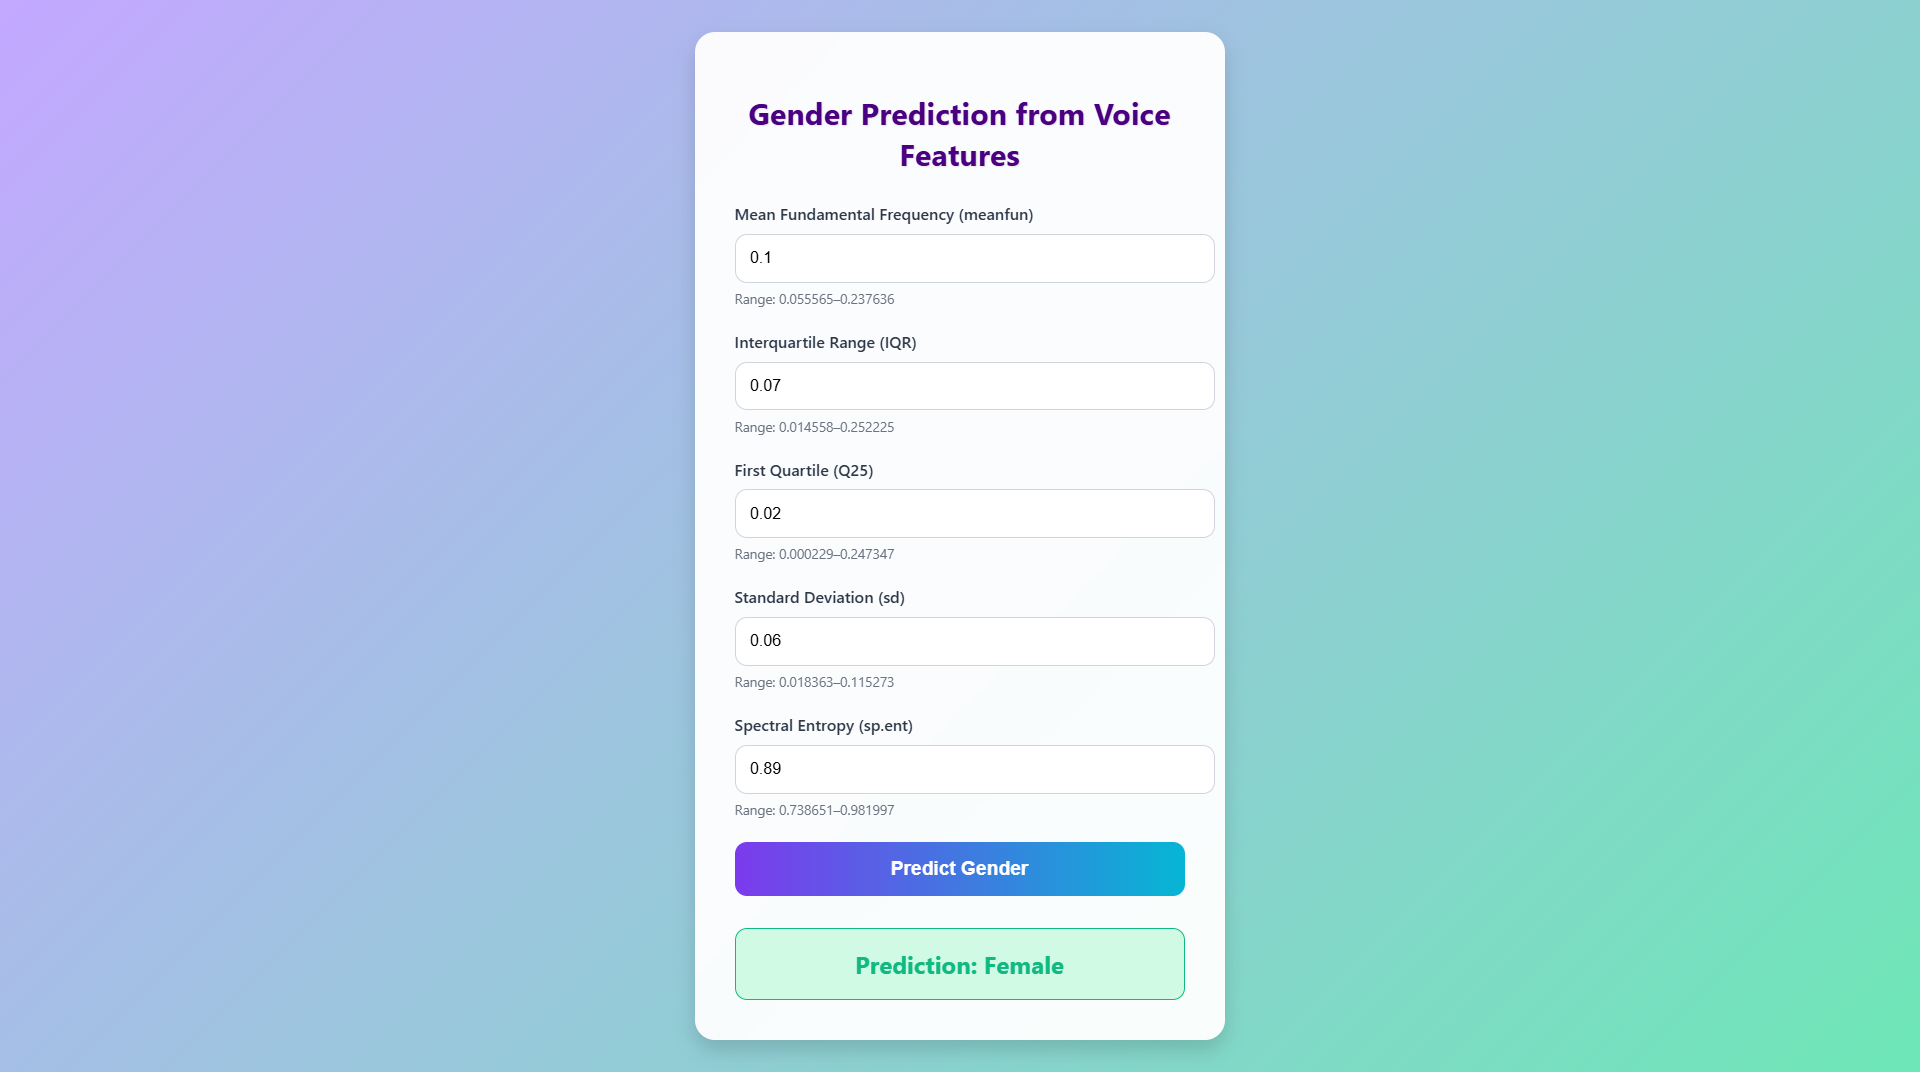 Gender Prediction from Voice
Features
Mean Fundamental Frequency (meanfun)
0.1
Range: 0.055565–0.237636
Interquartile Range (IQR)
0.07
Range: 0.014558–0.252225
First Quartile (Q25)
0.02
Range: 0.000229–0.247347
Standard Deviation (sd)
0.06
Range: 0.018363–0.115273
Spectral Entropy (sp.ent)
0.89
Range: 0.738651–0.981997
Predict Gender
Prediction: Female